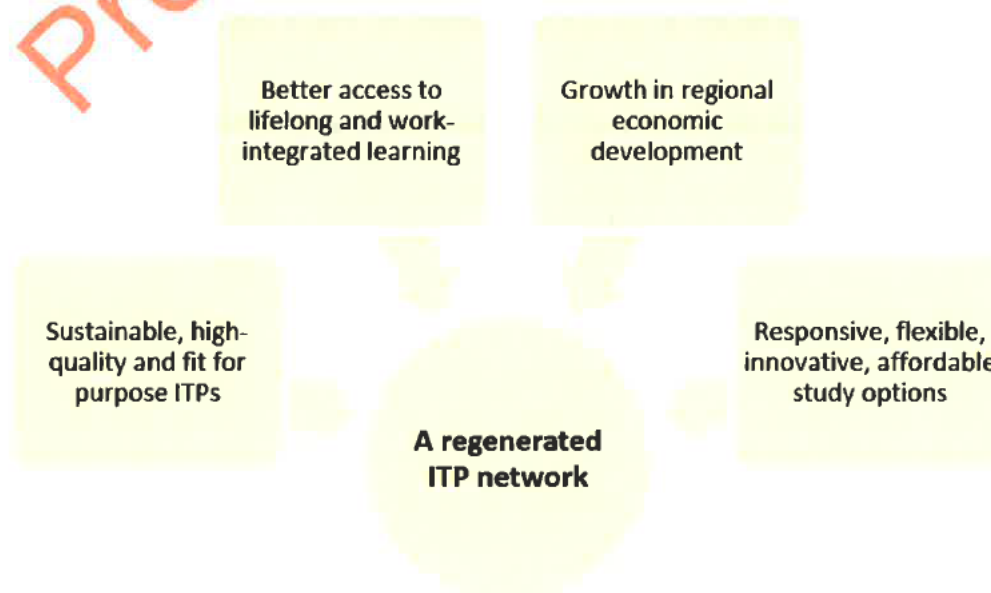 Pro
Better access to
lifelong and work-
integrated learning
Growth in regional
economic
development
Sustainable, high-
quality and fit for
purpose ITPs
Responsive, flexible,
innovative, affordable
study options
A regenerated
ITP network